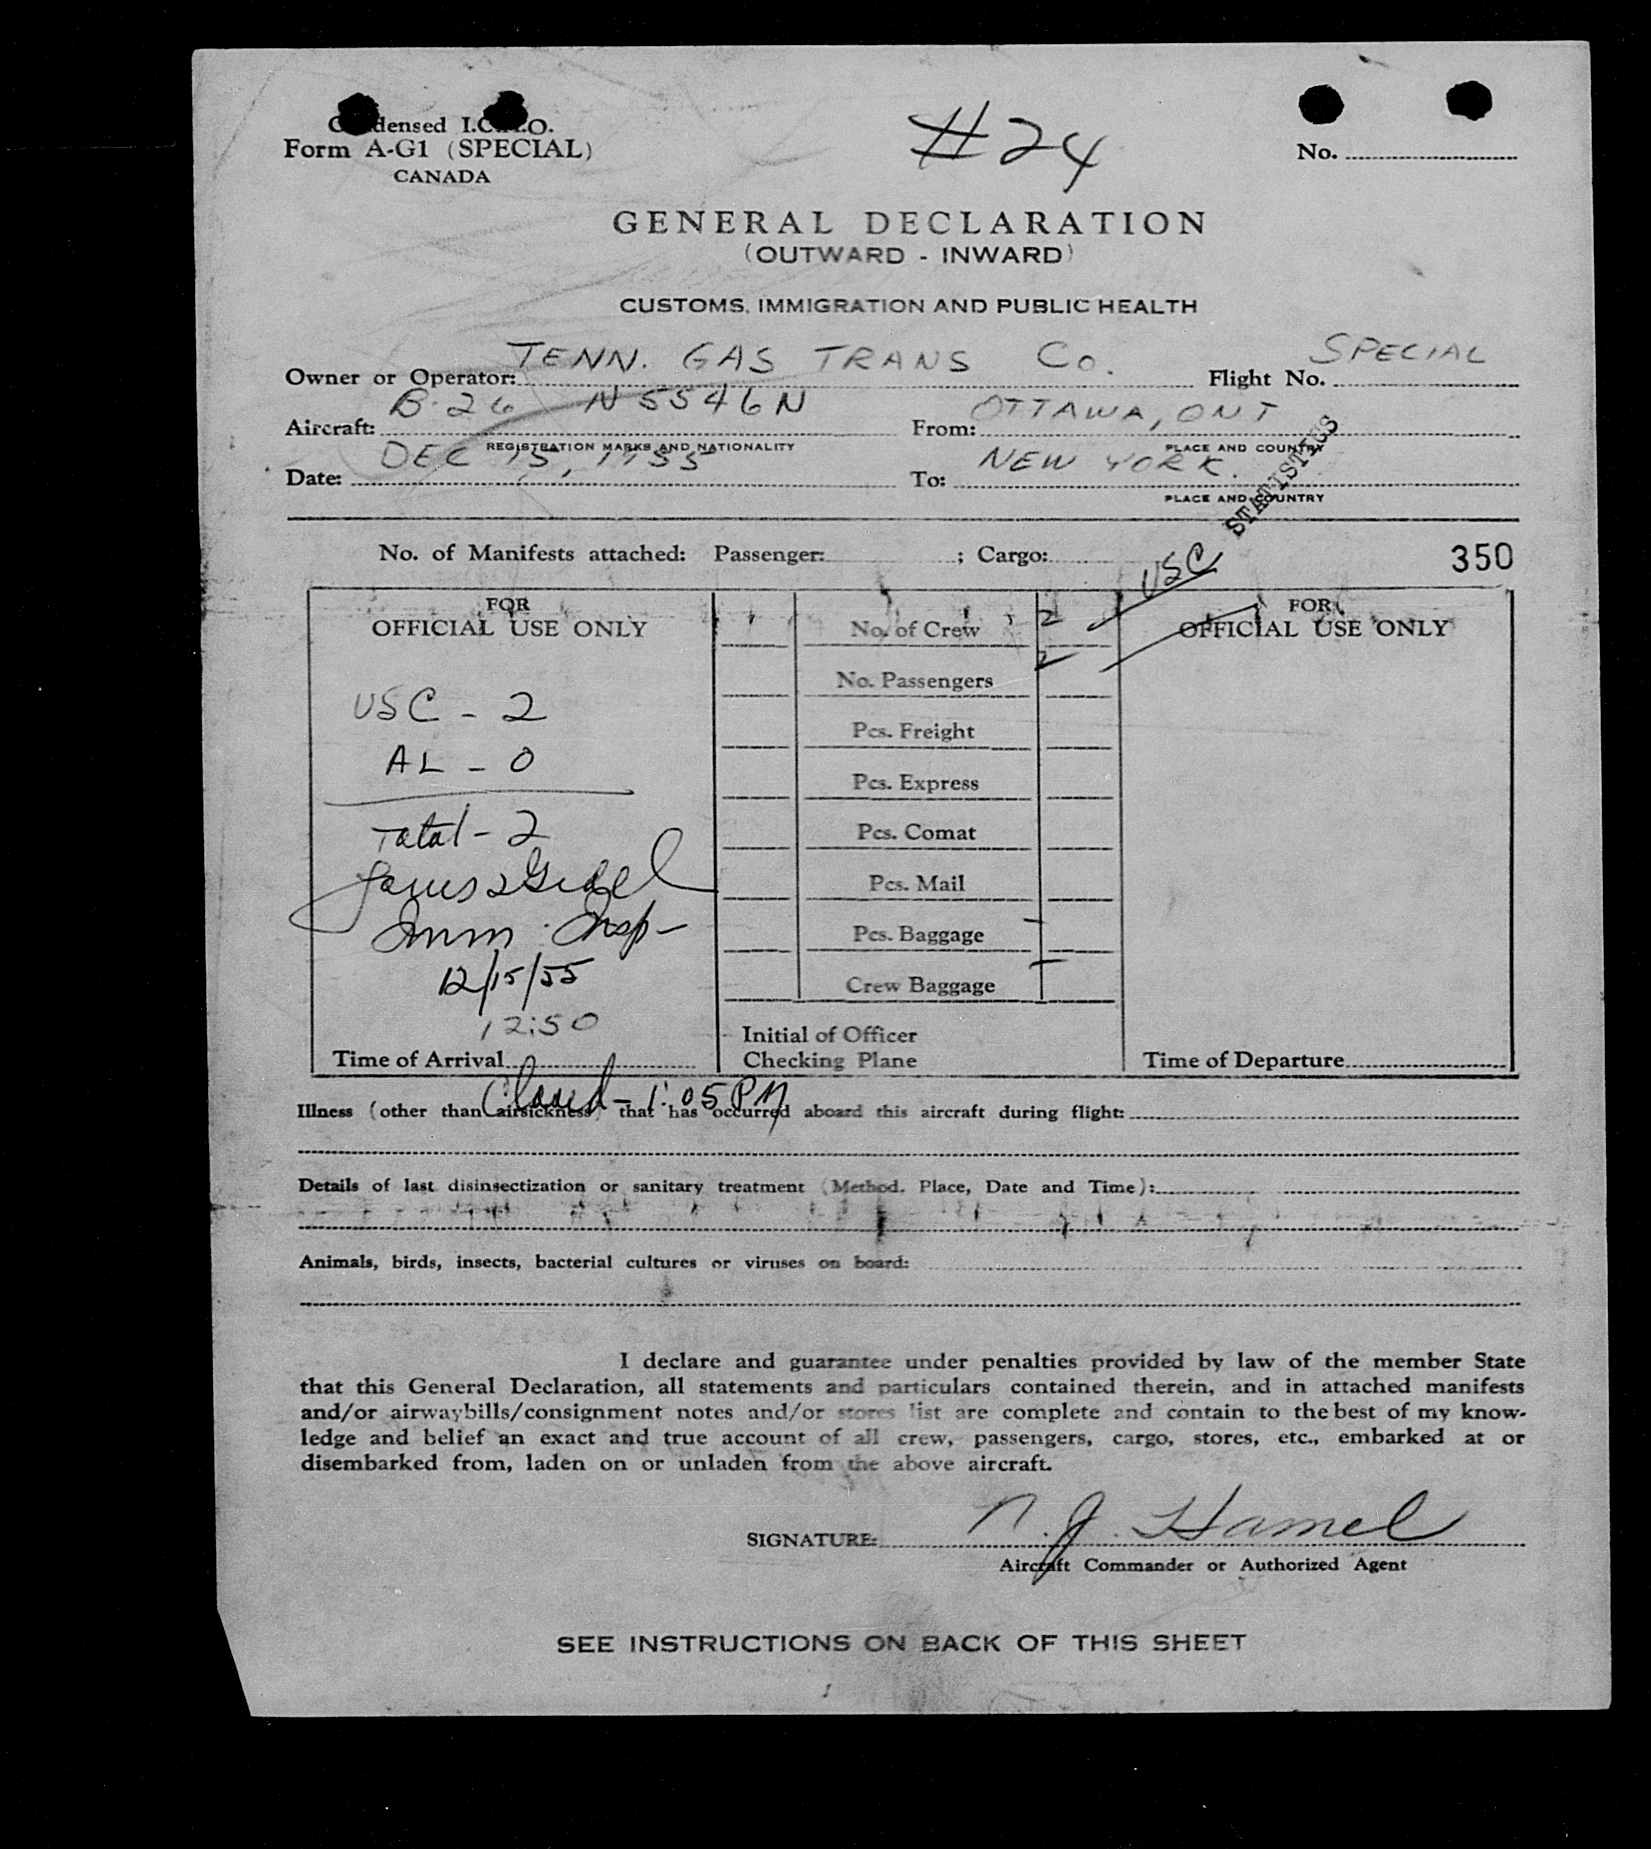 Condensed I.C.A.O.
Form A-G1 (SPECIAL)
CANADA
#24
No.
GENERAL DECLARATION
(OUTWARD - INWARD)
CUSTOMS, IMMIGRATION AND PUBLIC HEALTH
Owner or Operator: TENN. GAS TRANS Co. Flight No. SPECIAL
Aircraft: B-26 N5546N From: OTTAWA, ONT
REGISTRATION MARKS AND NATIONALITY PLACE AND COUNTRY
Date: DEC 15, 1955 To: NEW YORK.
PLACE AND COUNTRY
STATISTICS
No. of Manifests attached: Passenger: ; Cargo: 350
USC
FOR
OFFICIAL USE ONLY
USC - 2
AL - 0
Total - 2
Imm. Insp-
12/15/55
12:50
Time of Arrival
Closed - 1:05 PM
No. of Crew 2
No. Passengers 2
Pcs. Freight
Pcs. Express
Pcs. Comat
Pcs. Mail
Pcs. Baggage -
Crew Baggage -
Initial of Officer
Checking Plane
FOR
OFFICIAL USE ONLY
Time of Departure
Illness (other than airsickness) that has occurred aboard this aircraft during flight:
Details of last disinsectization or sanitary treatment (Method, Place, Date and Time):
Animals, birds, insects, bacterial cultures or viruses on board:
I declare and guarantee under penalties provided by law of the member State
that this General Declaration, all statements and particulars contained therein, and in attached manifests
and/or airwaybills/consignment notes and/or stores list are complete and contain to the best of my know-
ledge and belief an exact and true account of all crew, passengers, cargo, stores, etc., embarked at or
disembarked from, laden on or unladen from the above aircraft.
SIGNATURE: N. J. Hamel
Aircraft Commander or Authorized Agent
SEE INSTRUCTIONS ON BACK OF THIS SHEET